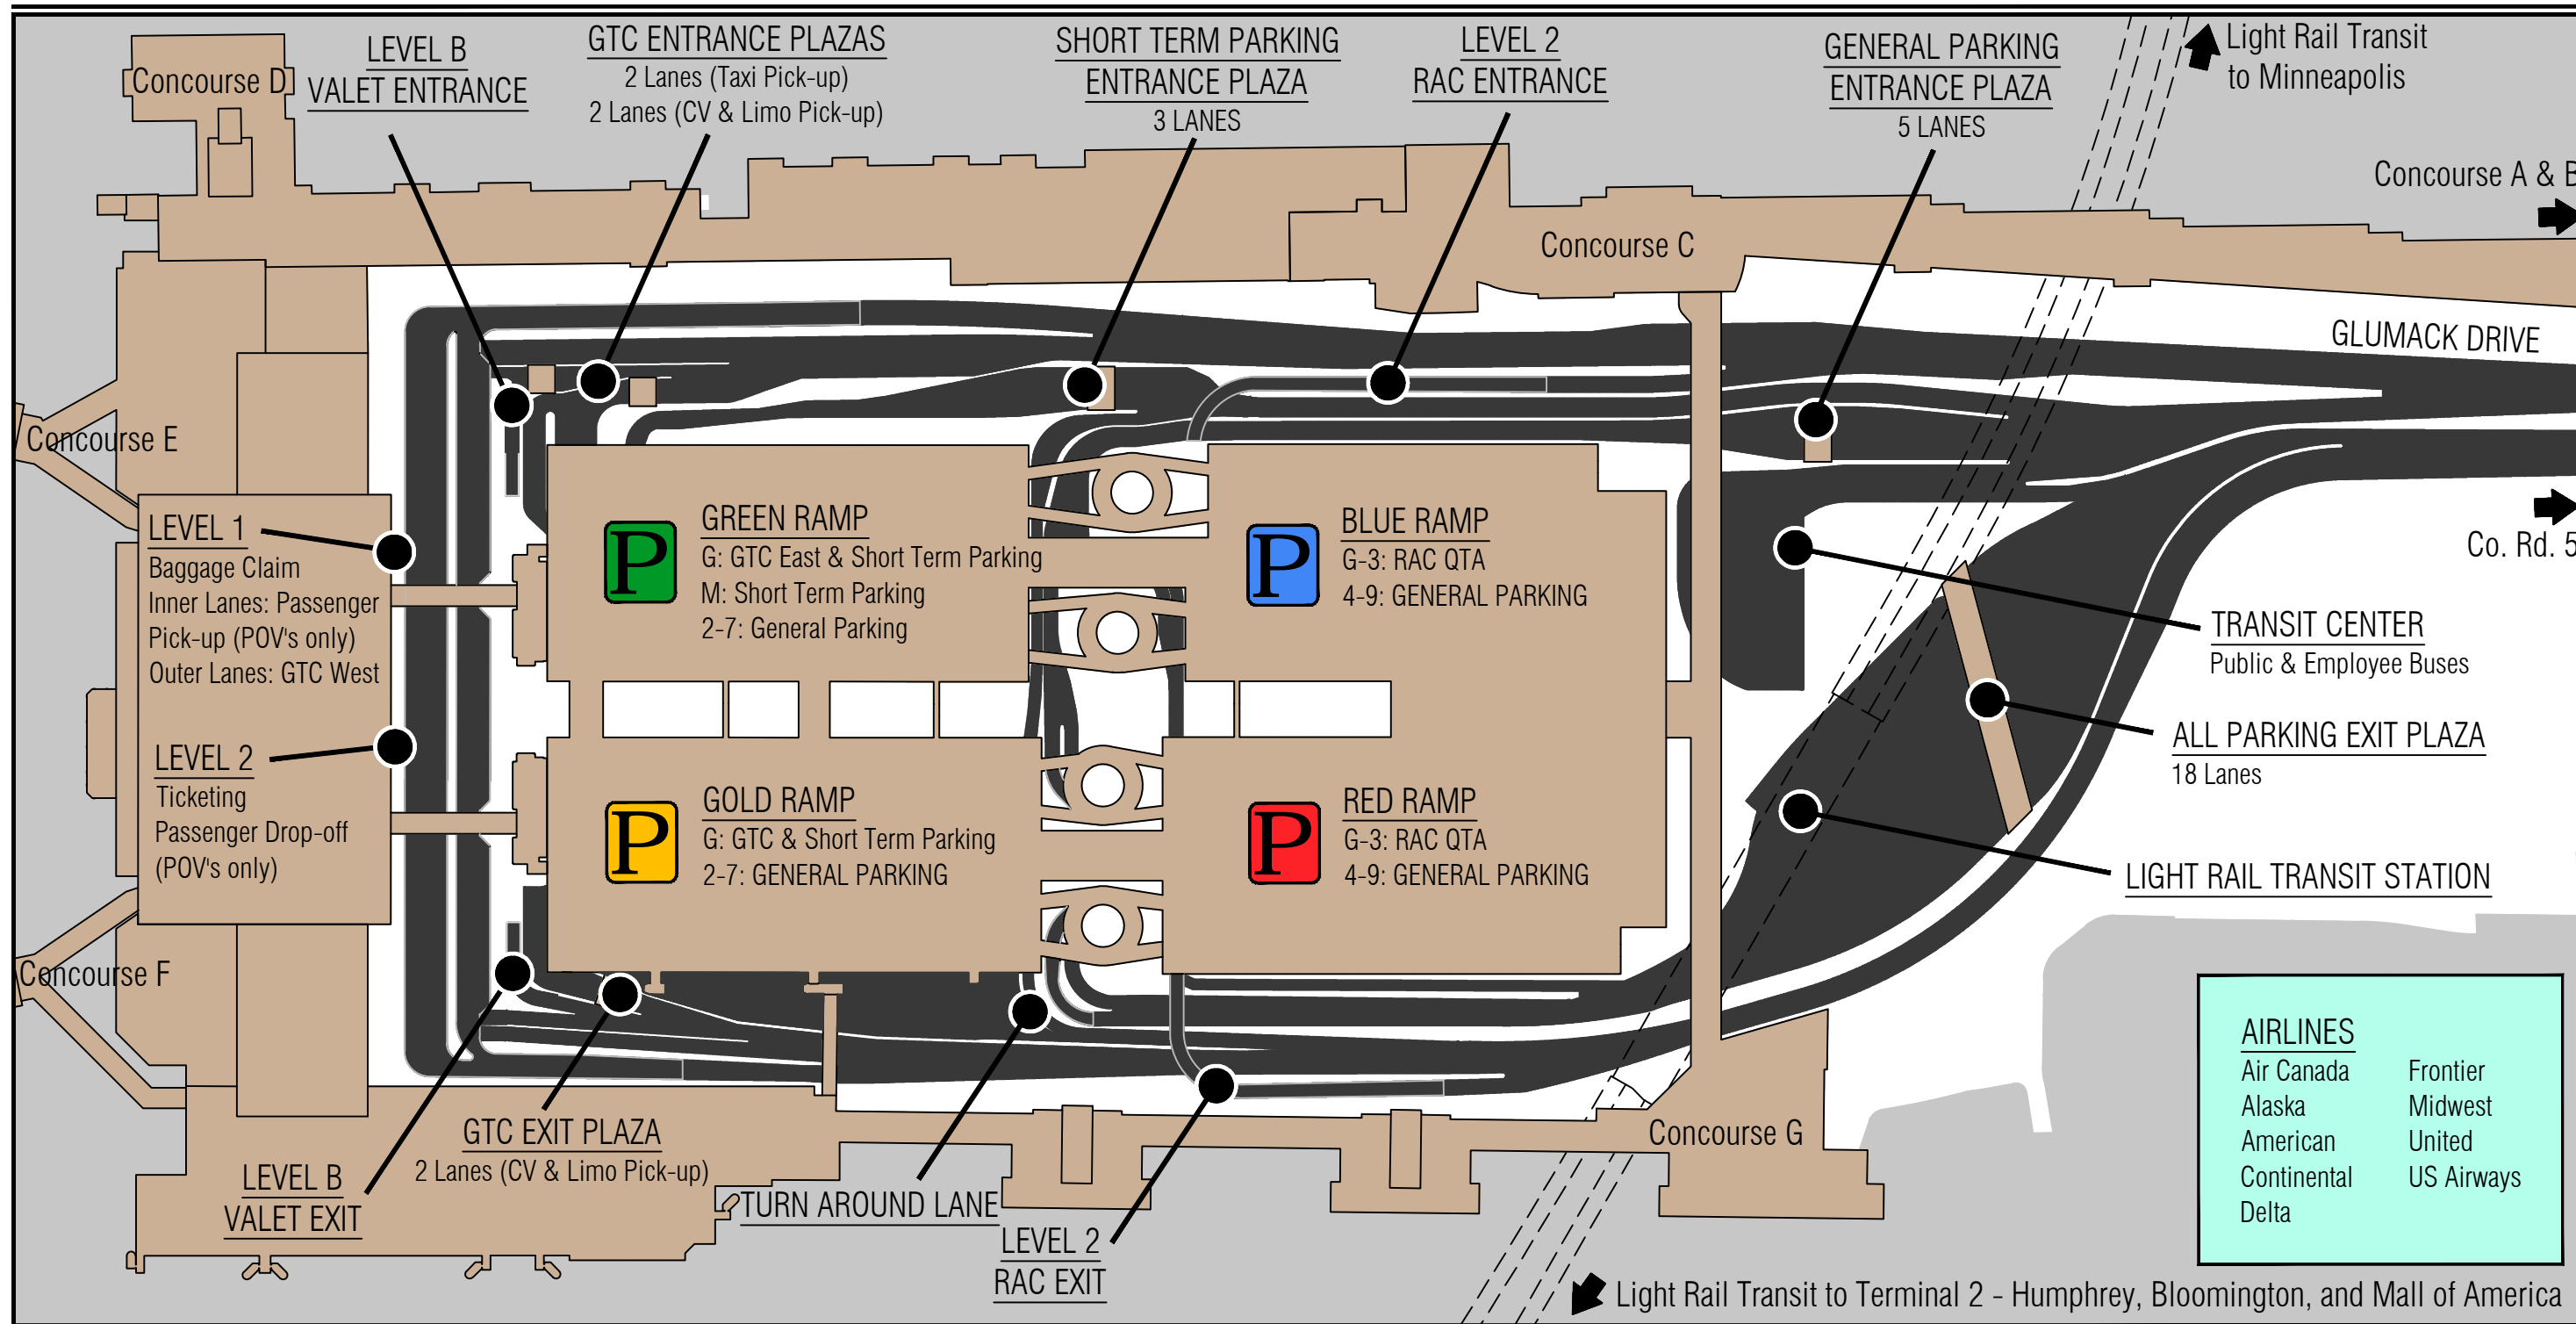 Concourse D
LEVEL B
VALET ENTRANCE
GTC ENTRANCE PLAZAS
2 Lanes (Taxi Pick-up)
2 Lanes (CV & Limo Pick-up)
SHORT TERM PARKING
ENTRANCE PLAZA
3 LANES
LEVEL 2
RAC ENTRANCE
GENERAL PARKING
ENTRANCE PLAZA
5 LANES
Light Rail Transit
to Minneapolis
Concourse A & B
Concourse C
GLUMACK DRIVE
Concourse E
LEVEL 1
Baggage Claim
Inner Lanes: Passenger
Pick-up (POV's only)
Outer Lanes: GTC West
LEVEL 2
Ticketing
Passenger Drop-off
(POV's only)
P
GREEN RAMP
G: GTC East & Short Term Parking
M: Short Term Parking
2-7: General Parking
P
BLUE RAMP
G-3: RAC QTA
4-9: GENERAL PARKING
Co. Rd. 5
TRANSIT CENTER
Public & Employee Buses
ALL PARKING EXIT PLAZA
18 Lanes
P
GOLD RAMP
G: GTC & Short Term Parking
2-7: GENERAL PARKING
P
RED RAMP
G-3: RAC QTA
4-9: GENERAL PARKING
LIGHT RAIL TRANSIT STATION
Concourse F
GTC EXIT PLAZA
2 Lanes (CV & Limo Pick-up)
LEVEL B
VALET EXIT
TURN AROUND LANE
LEVEL 2
RAC EXIT
Concourse G
AIRLINES
Air Canada
Alaska
American
Continental
Delta
Frontier
Midwest
United
US Airways
Light Rail Transit to Terminal 2 - Humphrey, Bloomington, and Mall of America